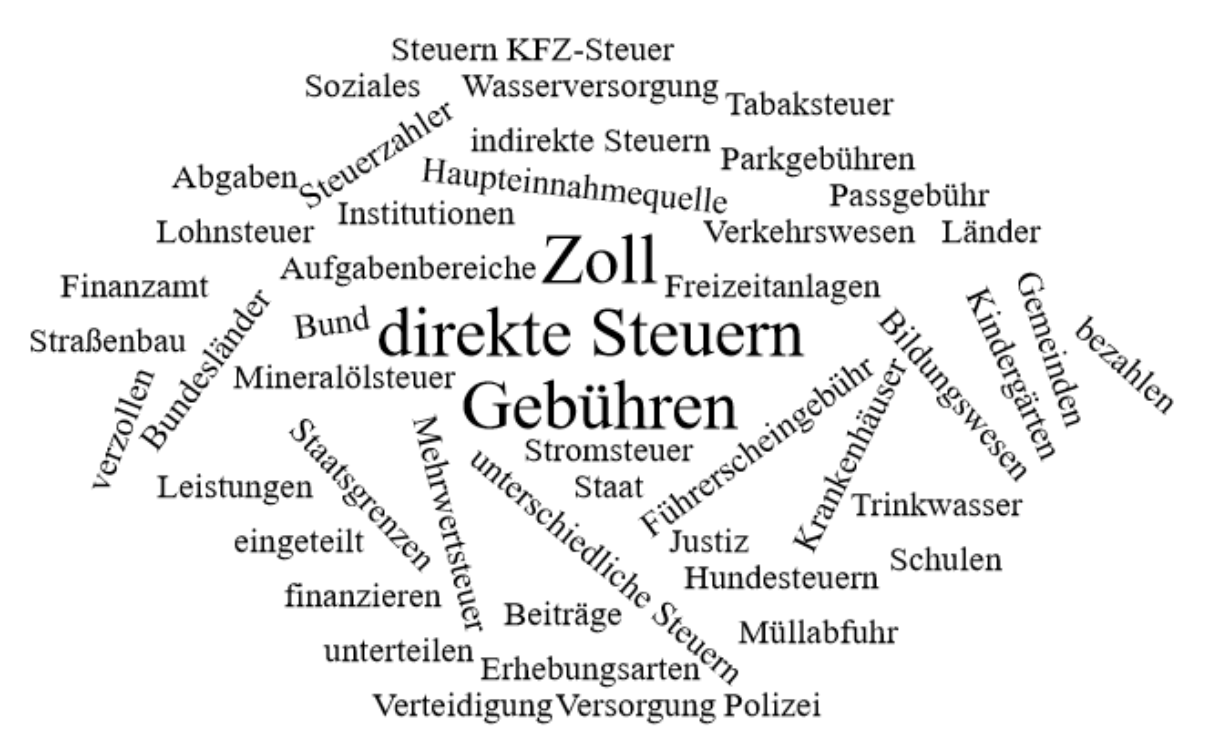 Steuern KFZ-Steuer
Soziales
Wasserversorgung
Tabaksteuer
Steuerzahler
indirekte Steuern
Parkgebühren
Abgaben
Haupteinnahmequelle
Passgebühr
Institutionen
Lohnsteuer
Verkehrswesen
Länder
Zoll
Aufgabenbereiche
Freizeitanlagen
Finanzamt
Bundesländer
Bund
direkte Steuern
Bildungswesen
Kindergärten
Gemeinden
bezahlen
Straßenbau
verzollen
Mineralölsteuer
Gebühren
Führerscheingebühr
Krankenhäuser
Staatsgrenzen
Mehrwertsteuer
Stromsteuer
unterschiedliche Steuern
Staat
Leistungen
Trinkwasser
eingeteilt
Justiz
Schulen
Hundesteuern
finanzieren
Beiträge
Müllabfuhr
unterteilen
Erhebungsarten
Verteidigung Versorgung Polizei